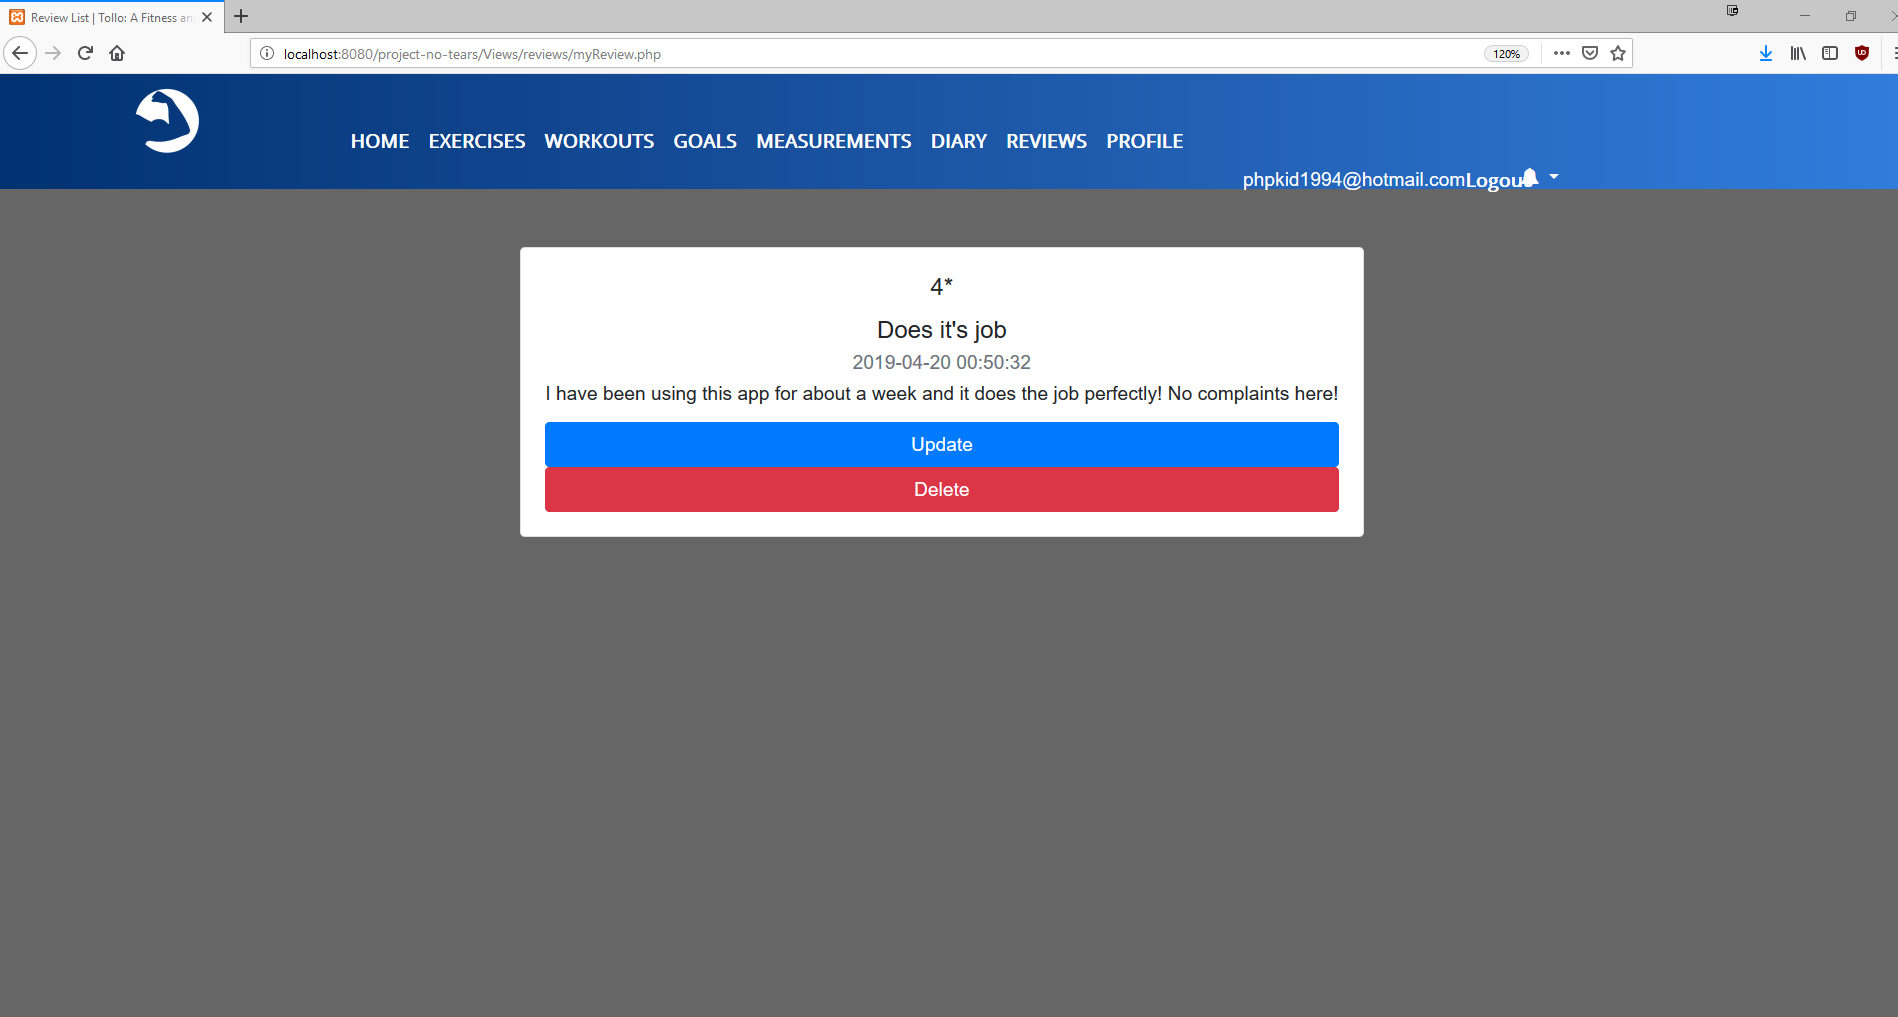 Review List | Tollo: A Fitness an
localhost:8080/project-no-tears/Views/reviews/myReview.php
120%
HOME EXERCISES WORKOUTS GOALS MEASUREMENTS DIARY REVIEWS PROFILE
phpkid1994@hotmail.com Logout
4*
Does it's job
2019-04-20 00:50:32
I have been using this app for about a week and it does the job perfectly! No complaints here!
Update
Delete